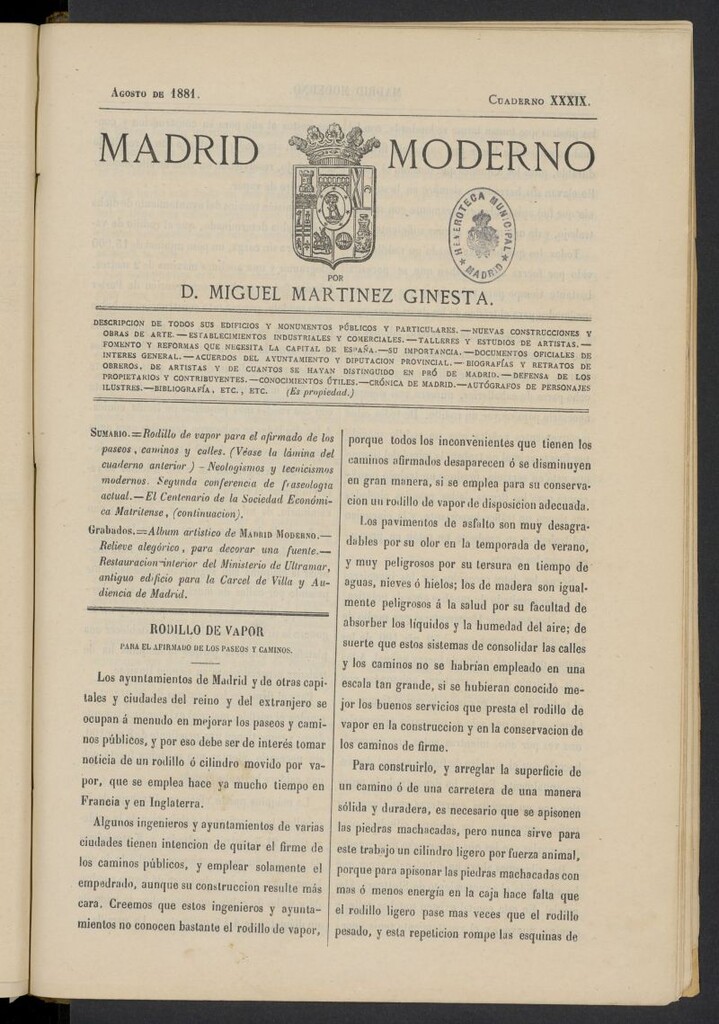 AGOSTO DE 1881.
CUADERNO XXXIX.
MADRID MODERNO
HEMEROTECA MUNICIPAL
MADRID
POR
D. MIGUEL MARTINEZ GINESTA.
DESCRIPCION DE TODOS SUS EDIFICIOS Y MONUMENTOS PÚBLICOS Y PARTICULARES.—NUEVAS CONSTRUCCIONES Y
OBRAS DE ARTE.—ESTABLECIMIENTOS INDUSTRIALES Y COMERCIALES.—TALLERES Y ESTUDIOS DE ARTISTAS.—
FOMENTO Y REFORMAS QUE NECESITA LA CAPITAL DE ESPAÑA.—SU IMPORTANCIA.—DOCUMENTOS OFICIALES DE
INTERES GENERAL.—ACUERDOS DEL AYUNTAMIENTO Y DIPUTACION PROVINCIAL.—BIOGRAFÍAS Y RETRATOS DE
OBREROS, DE ARTISTAS Y DE CUANTOS SE HAYAN DISTINGUIDO EN PRÓ DE MADRID.—DEFENSA DE LOS
PROPIETARIOS Y CONTRIBUYENTES.—CONOCIMIENTOS ÚTILES.—CRÓNICA DE MADRID.—AUTÓGRAFOS DE PERSONAJES
ILUSTRES.—BIBLIOGRAFÍA, ETC., ETC. (Es propiedad.)
SUMARIO.=Rodillo de vapor para el afirmado de los
paseos, caminos y calles. (Véase la lámina del
cuaderno anterior) - Neologismos y tecnicismos
modernos. Segunda conferencia de fraseologia
actual.—El Centenario de la Sociedad Económi-
ca Matritense, (continuacion).
Grabados.=Album artístico de MADRID MODERNO.—
Relieve alegórico, para decorar una fuente.—
Restauracion interior del Ministerio de Ultramar,
antiguo edificio para la Carcel de Villa y Au-
diencia de Madrid.
RODILLO DE VAPOR
PARA EL AFIRMADO DE LOS PASEOS Y CAMINOS.
Los ayuntamientos de Madrid y de otras capi-
tales y ciudades del reino y del extranjero se
ocupan á menudo en mejorar los paseos y cami-
nos públicos, y por eso debe ser de interés tomar
noticia de un rodillo ó cilindro movido por va-
por, que se emplea hace ya mucho tiempo en
Francia y en Inglaterra.
Algunos ingenieros y ayuntamientos de varias
ciudades tienen intencion de quitar el firme de
los caminos públicos, y emplear solamente el
empedrado, aunque su construccion resulte más
cara. Creemos que estos ingenieros y ayunta-
mientos no conocen bastante el rodillo de vapor,
porque todos los inconvenientes que tienen los
caminos afirmados desaparecen ó se disminuyen
en gran manera, si se emplea para su conserva-
cion un rodillo de vapor de disposicion adecuada.
Los pavimentos de asfalto son muy desagra-
dables por su olor en la temporada de verano,
y muy peligrosos por su tersura en tiempo de
aguas, nieves ó hielos; los de madera son igual-
mente peligrosos á la salud por su facultad de
absorber los líquidos y la humedad del aire; de
suerte que estos sistemas de consolidar las calles
y los caminos no se habrían empleado en una
escala tan grande, si se hubieran conocido me-
jor los buenos servicios que presta el rodillo de
vapor en la construccion y en la conservacion de
los caminos de firme.
Para construirlo, y arreglar la superficie de
un camino ó de una carretera de una manera
sólida y duradera, es necesario que se apisonen
las piedras machacadas, pero nunca sirve para
este trabajo un cilindro ligero por fuerza animal,
porque para apisonar las piedras machacadas con
mas ó menos energía en la caja hace falta que
el rodillo ligero pase mas veces que el rodillo
pesado, y esta repeticion rompe las esquinas de